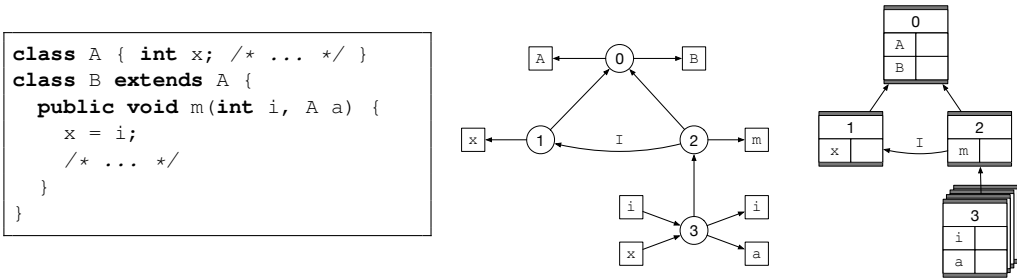 class A { int x; /* ... */ }
class B extends A {
  public void m(int i, A a) {
    x = i;
    /* ... */
  }
}
A 0 B
x 1 I 2 m
i i
3
x a
0
A
B
1 I 2
x m
3
i
a